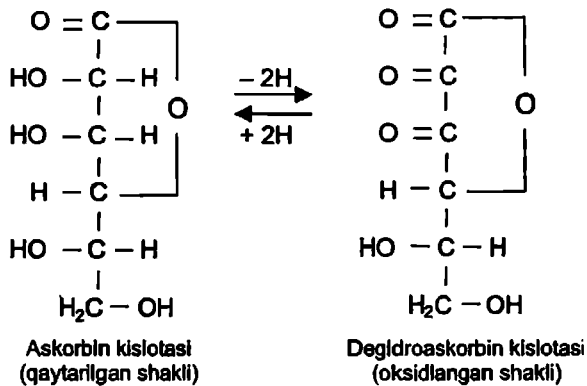 O = C        O = C
HO – C – H   – 2H   O = C
O        O
HO – C – H   + 2H   O = C
H – C        H – C
HO – C – H   HO – C – H
H₂C – OH     H₂C – OH
Askorbin kislotasi
(qaytarilgan shakli)
Degidroaskorbin kislotasi
(oksidlangan shakli)